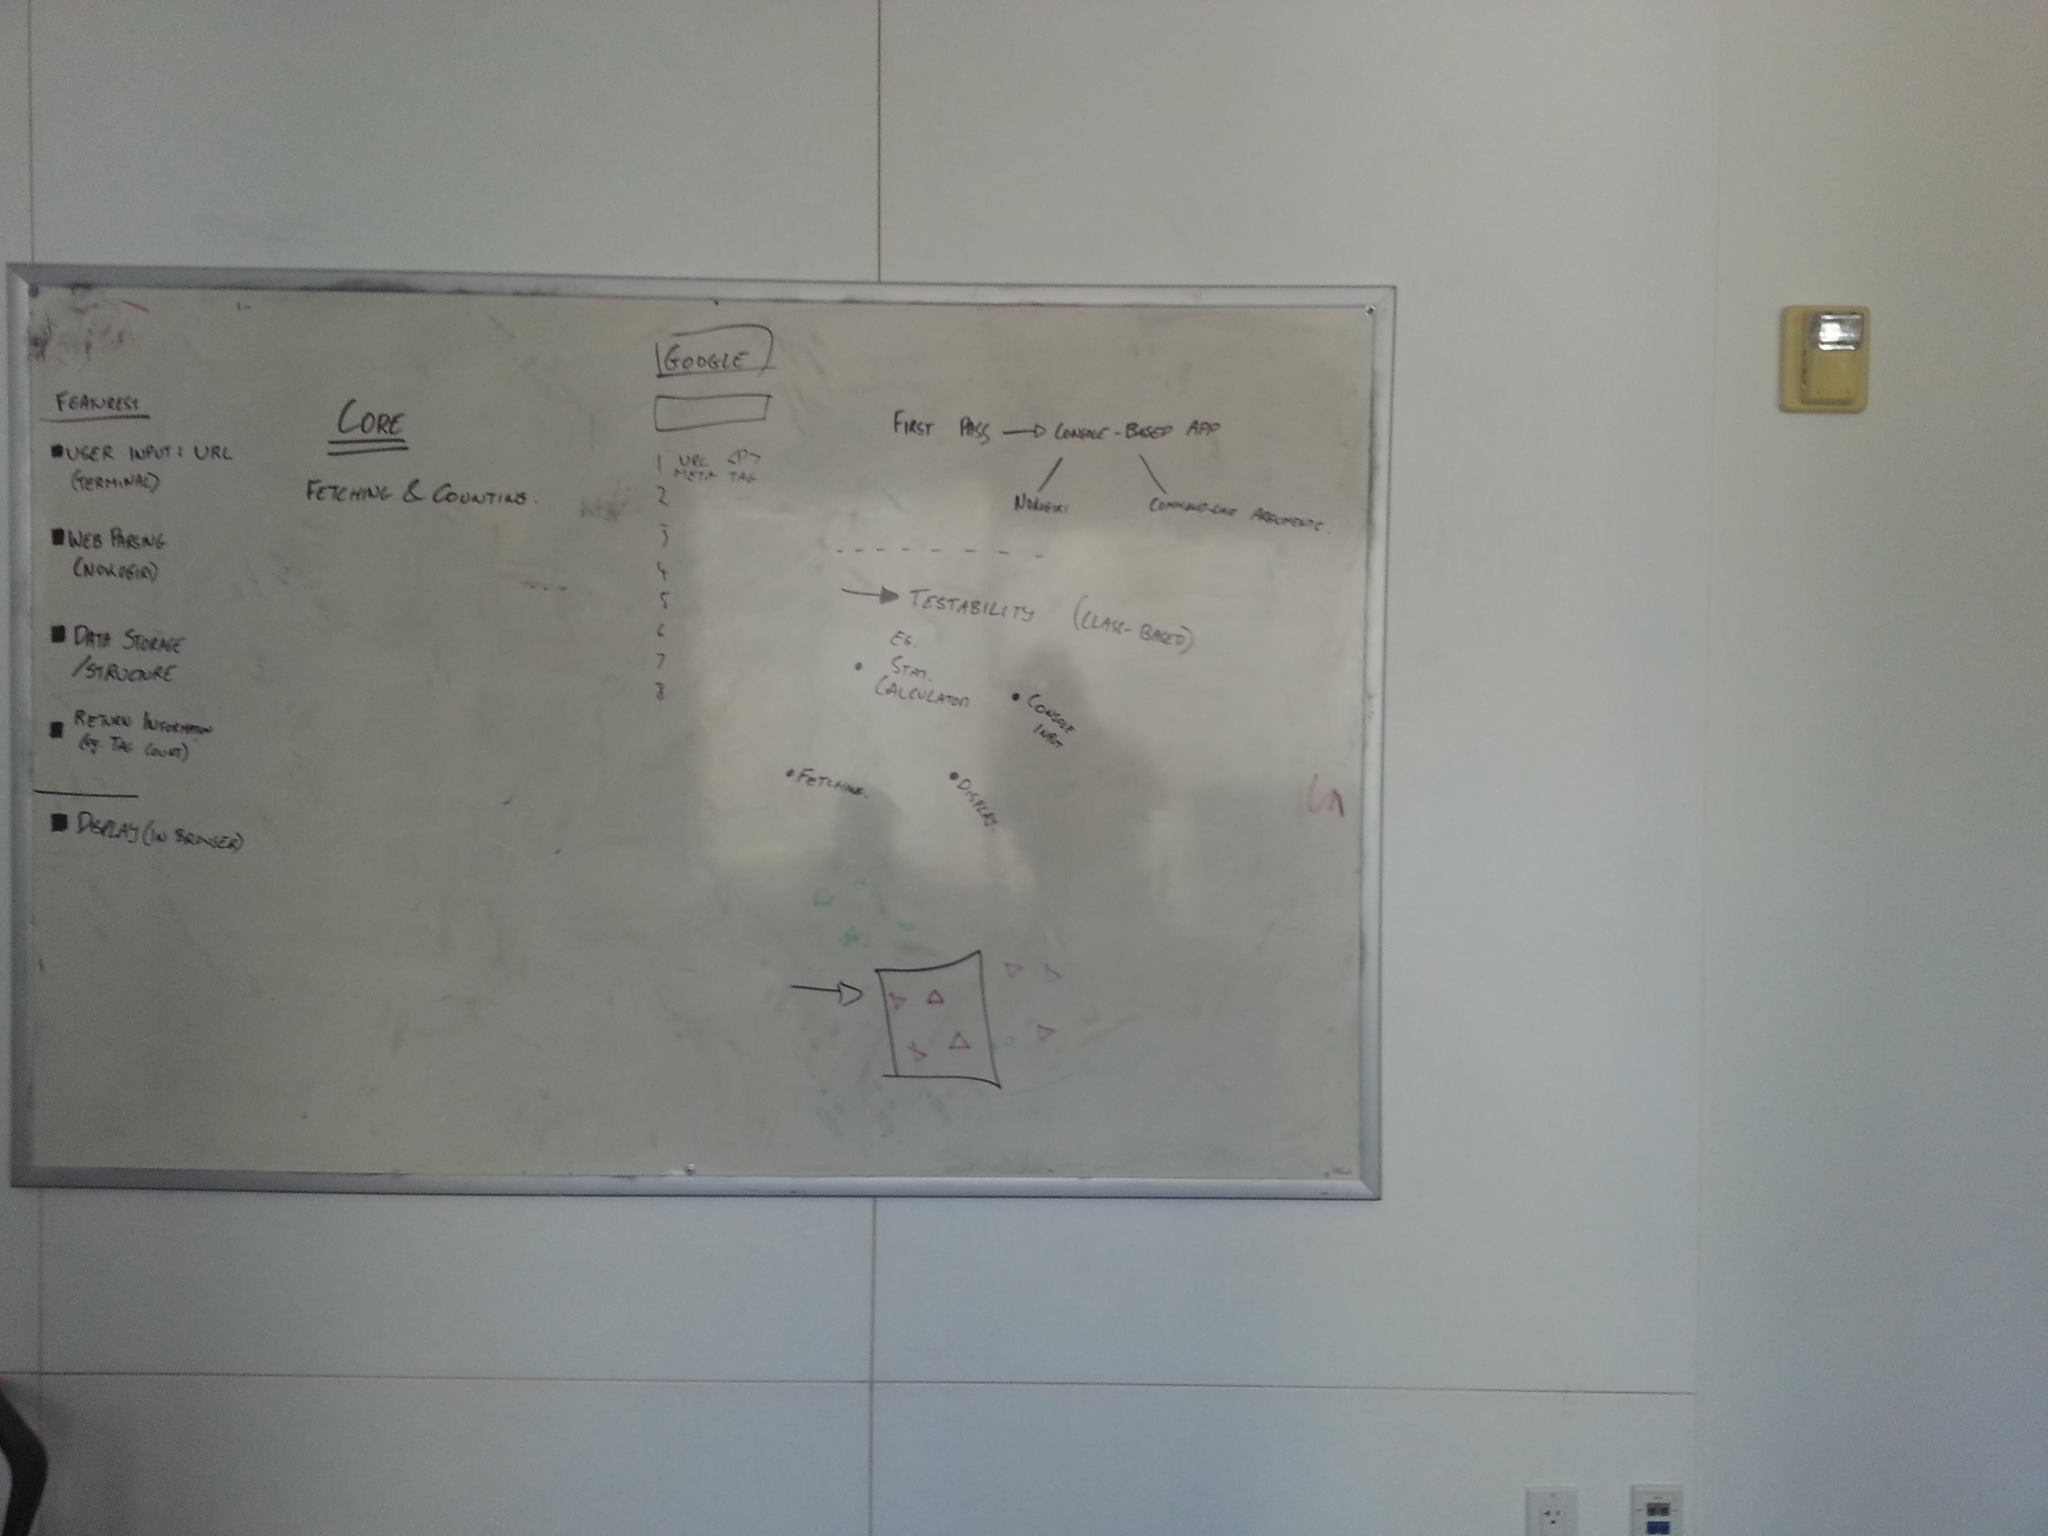 FEATURES:
■ USER INPUT: URL
(TERMINAL)
■ WEB PARSING
(NOKOGIRI)
■ DATA STORAGE
/STRUCTURE
■ RETURN INFORMATION
(eg. TAG COUNT)
■ DISPLAY (IN BROWSER)
CORE
FETCHING & COUNTING.
GOOGLE
1 URL <P>
META TAG
2
3
4
5
6
7
8
FIRST PASS → CONSOLE-BASED APP
NOKOGIRI
COMMAND-LINE ARGUMENTS.
→ TESTABILITY (CLASS-BASED)
EG.
• STAT.
CALCULATOR
• CONSOLE
INPUT
• FETCHING.
• DISPLAY.